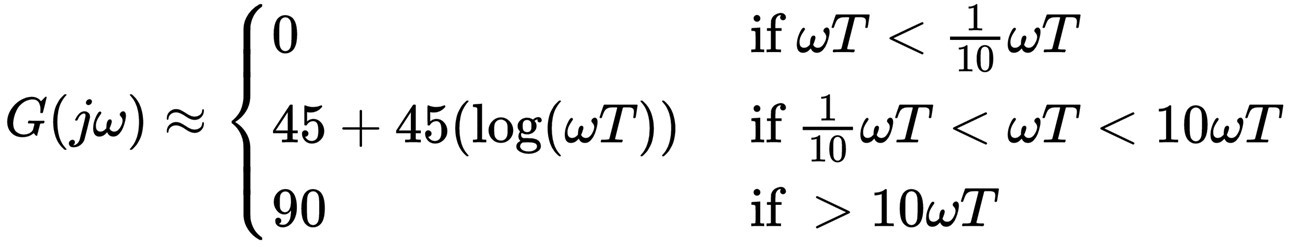 G(jω) ≈ { 0 if ωT < 1/10 ωT
45 + 45(log(ωT)) if 1/10 ωT < ωT < 10ωT
90 if > 10ωT